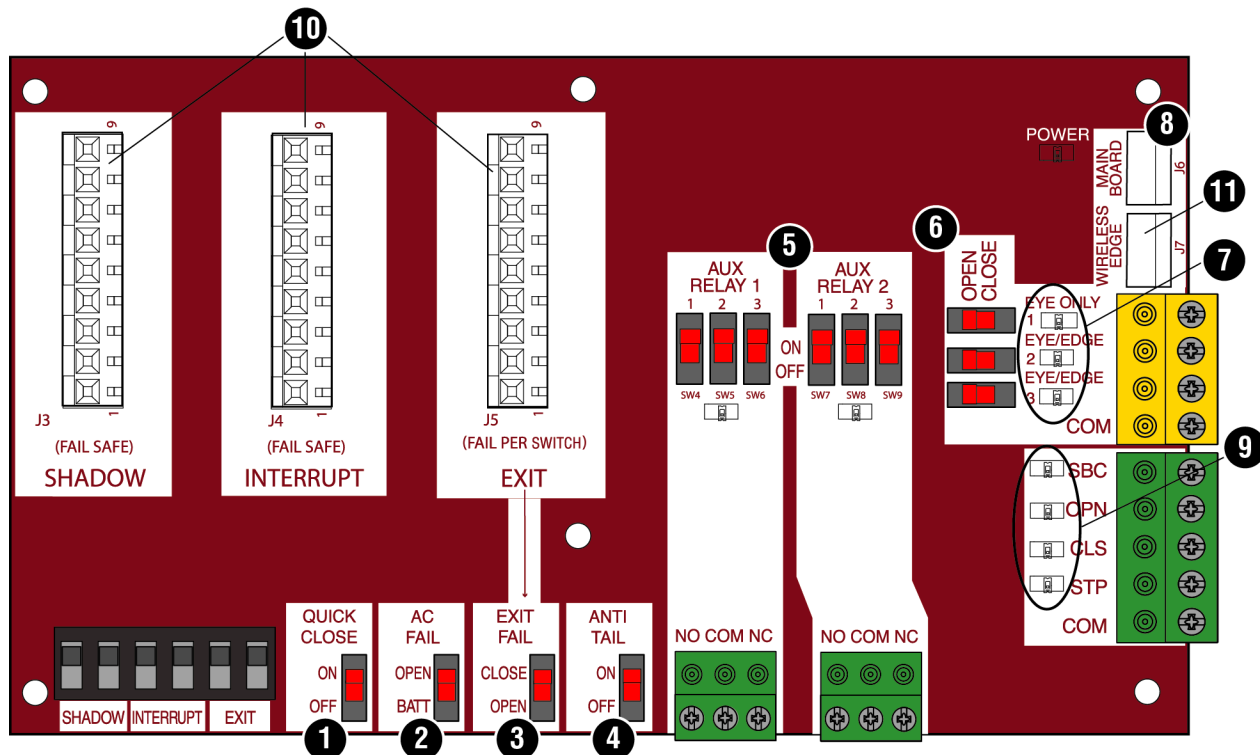 10
9
9
9
1
1
1
J3
J4
J5
(FAIL SAFE)
SHADOW
(FAIL SAFE)
INTERRUPT
(FAIL PER SWITCH)
EXIT
POWER
8
MAIN
BOARD
J6
11
WIRELESS
EDGE
J7
7
5
6
AUX
RELAY 1
1 2 3
SW4 SW5 SW6
ON
OFF
AUX
RELAY 2
1 2 3
SW7 SW8 SW9
OPEN
CLOSE
EYE ONLY
1
EYE/EDGE
2
EYE/EDGE
3
COM
9
SBC
OPN
CLS
STP
COM
SHADOW
INTERRUPT
EXIT
QUICK
CLOSE
ON
OFF
1
AC
FAIL
OPEN
BATT
2
EXIT
FAIL
CLOSE
OPEN
3
ANTI
TAIL
ON
OFF
4
NO COM NC
NO COM NC